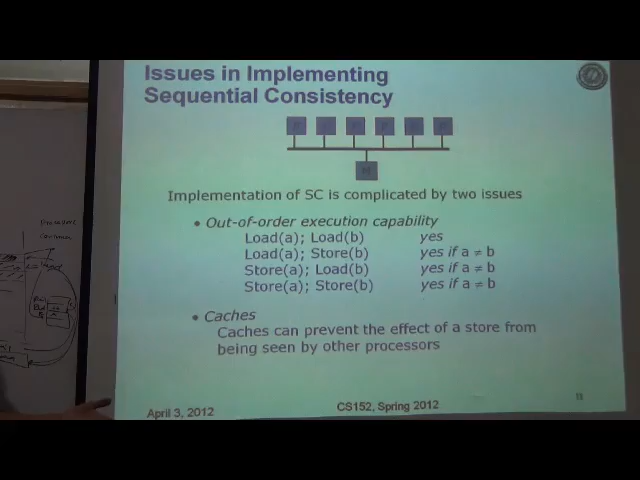 Issues in Implementing
Sequential Consistency
Implementation of SC is complicated by two issues
• Out-of-order execution capability
Load(a); Load(b) yes
Load(a); Store(b) yes if a ≠ b
Store(a); Load(b) yes if a ≠ b
Store(a); Store(b) yes if a ≠ b
• Caches
Caches can prevent the effect of a store from
being seen by other processors
April 3, 2012
CS152, Spring 2012